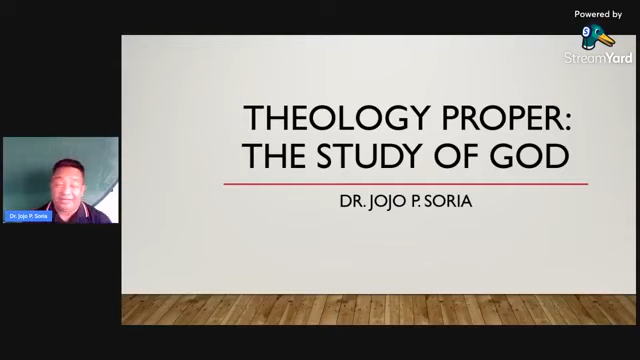 Powered by
StreamYard
THEOLOGY PROPER:
THE STUDY OF GOD
DR. JOJO P. SORIA
Dr. Jojo P. Soria